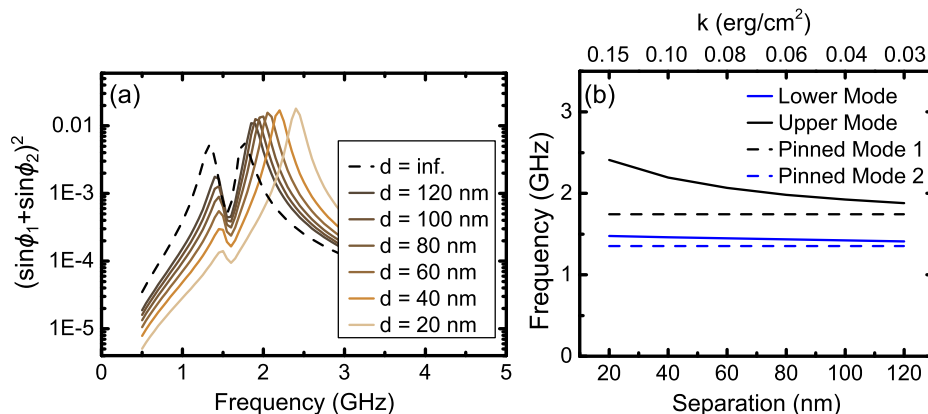 (a)
(sinϕ₁+sinϕ₂)²
0.01
1E-3
1E-4
1E-5
0 1 2 3 4 5
Frequency (GHz)
d = inf.
d = 120 nm
d = 100 nm
d = 80 nm
d = 60 nm
d = 40 nm
d = 20 nm
k (erg/cm²)
0.15 0.10 0.08 0.06 0.04 0.03
(b)
Lower Mode
Upper Mode
Pinned Mode 1
Pinned Mode 2
Frequency (GHz)
3
2
1
0
20 40 60 80 100 120
Separation (nm)